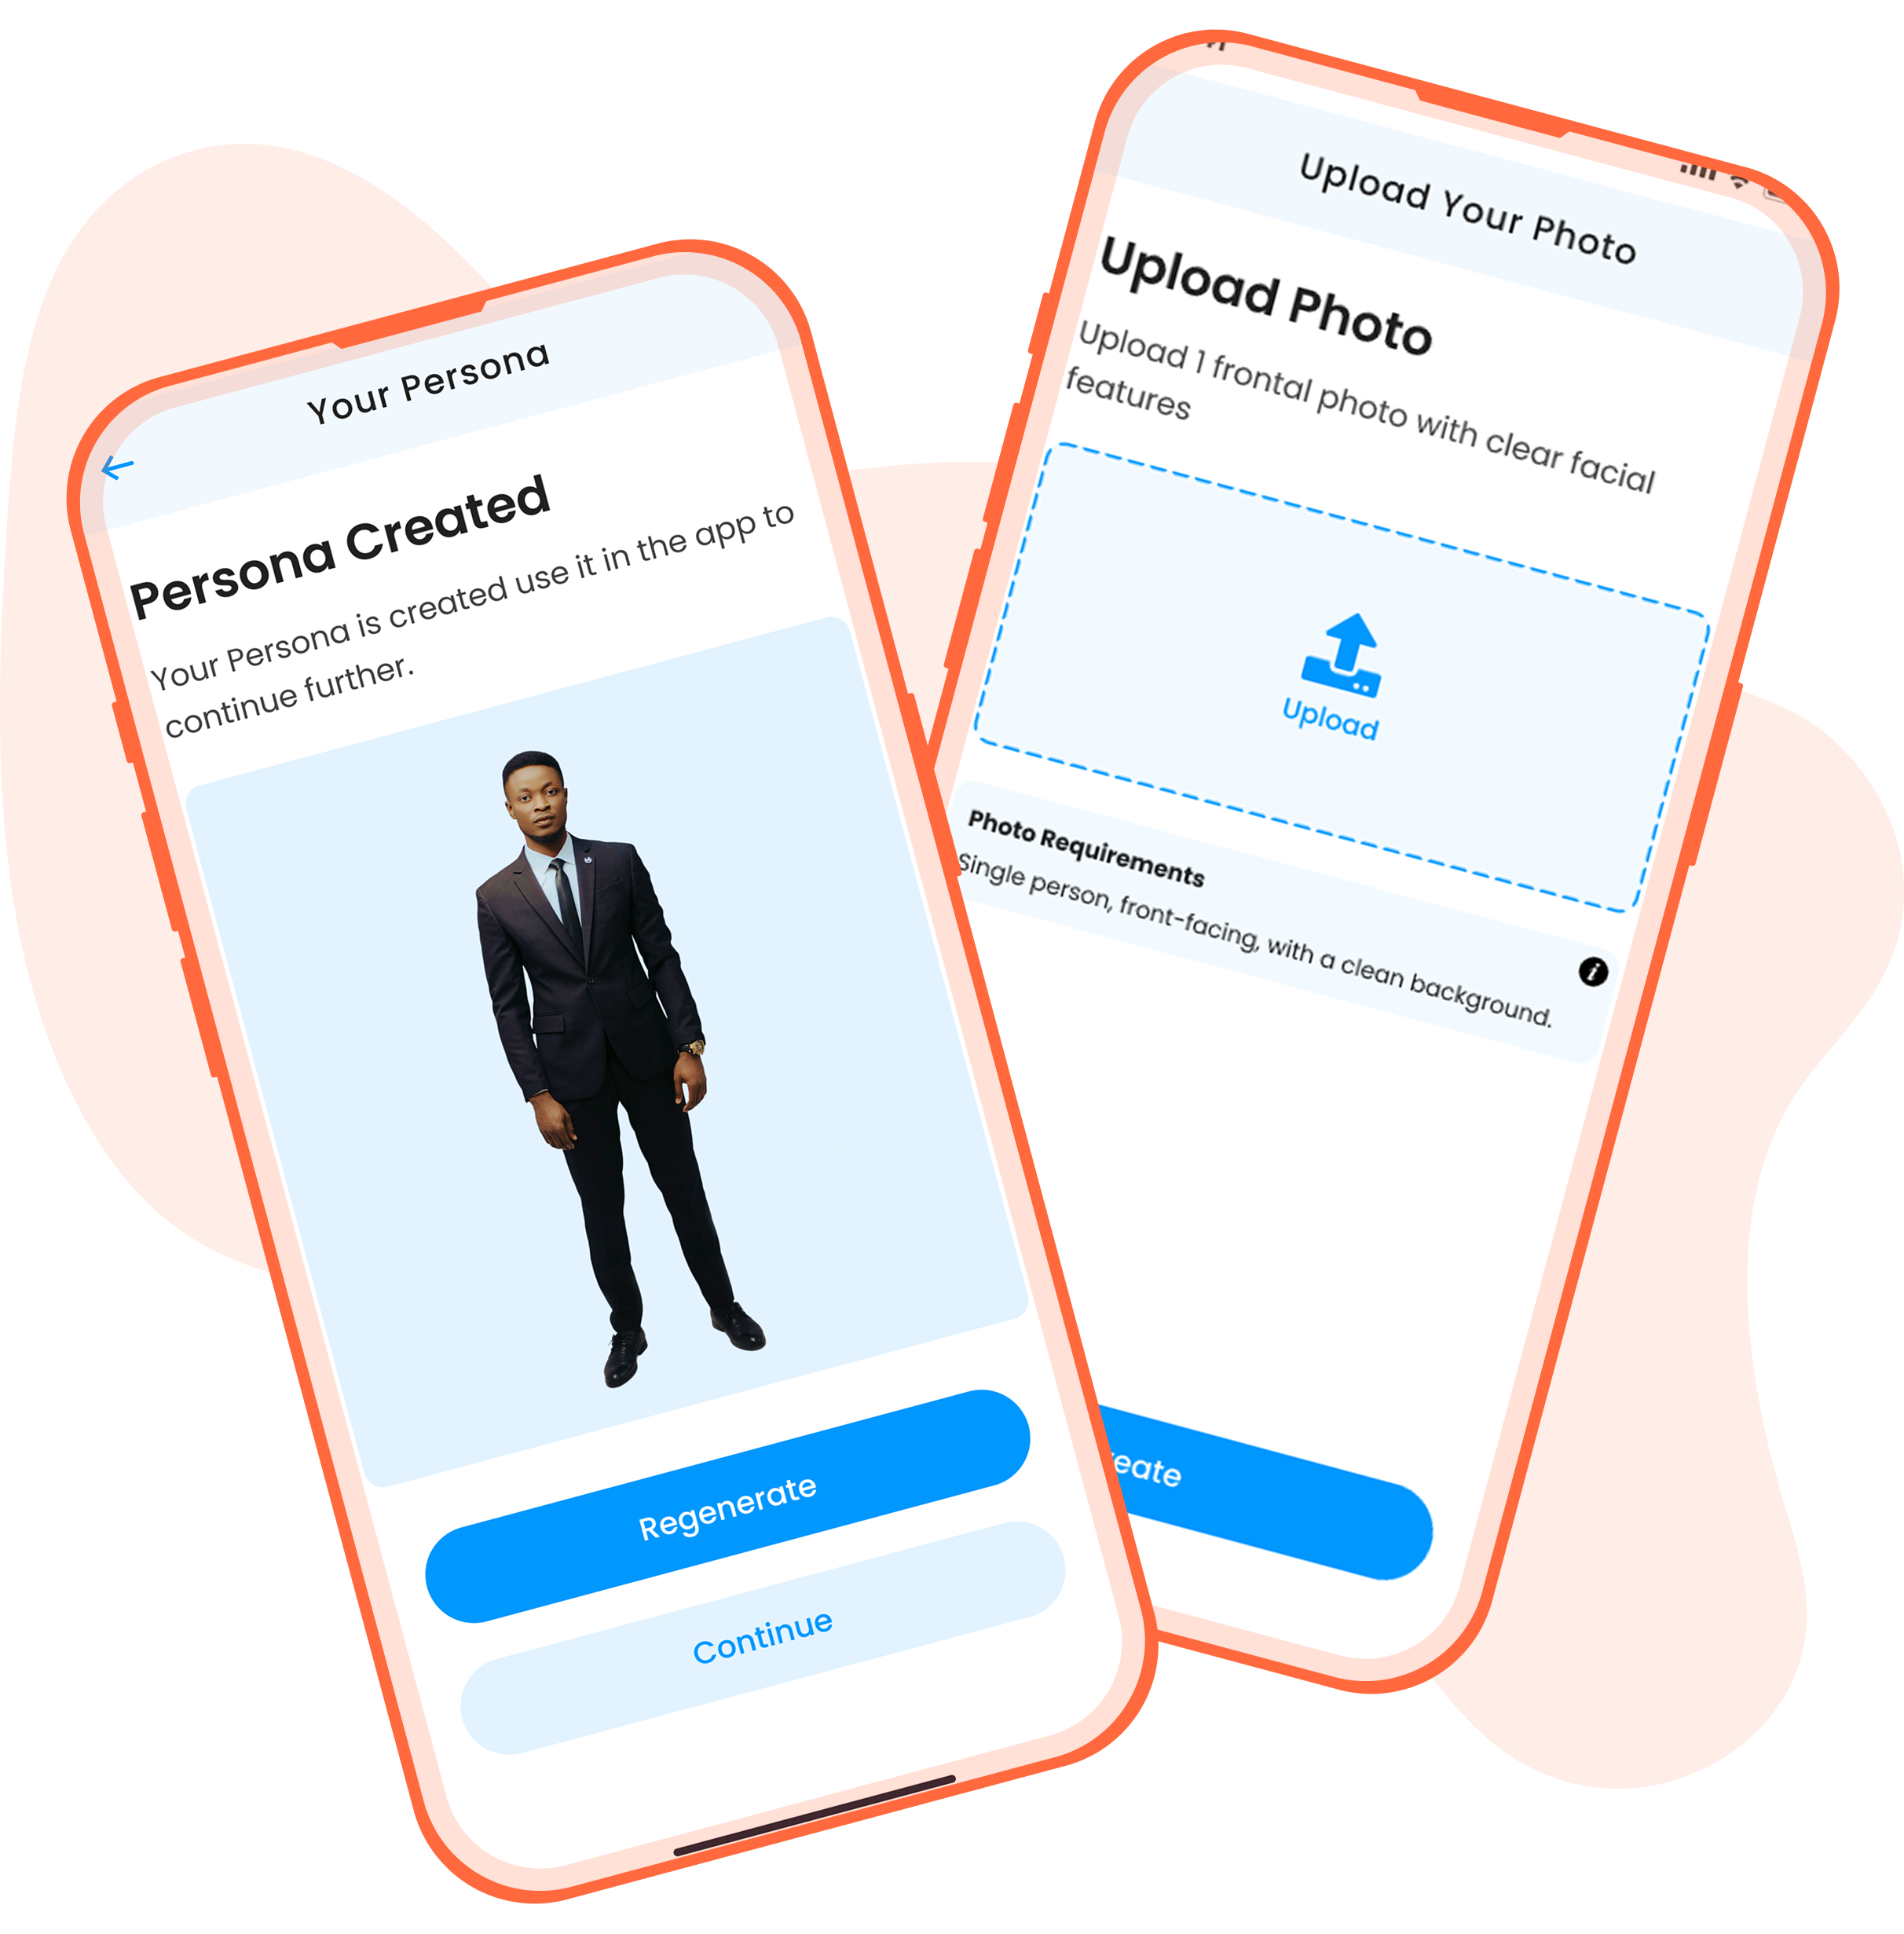 Your Persona
Persona Created
Your Persona is created use it in the app to
continue further.
Regenerate
Continue
Upload Your Photo
Upload Photo
Upload 1 frontal photo with clear facial
features
Upload
Photo Requirements
Single person, front-facing, with a clean background.